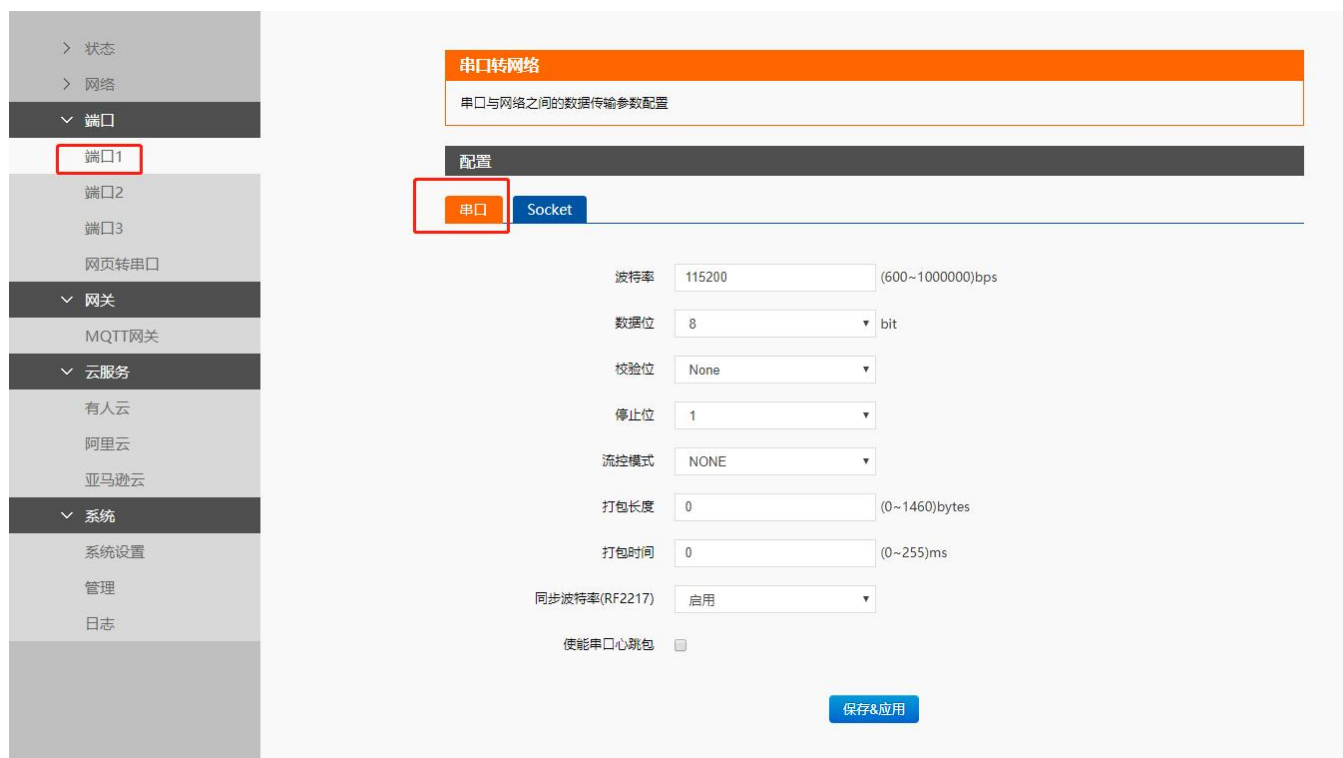 状态
网络
端口
端口1
端口2
端口3
网页转串口
网关
MQTT网关
云服务
有人云
阿里云
亚马逊云
系统
系统设置
管理
日志
串口转网络
串口与网络之间的数据传输参数配置
配置
串口 Socket
波特率 115200 (600~1000000)bps
数据位 8 bit
校验位 None
停止位 1
流控模式 NONE
打包长度 0 (0~1460)bytes
打包时间 0 (0~255)ms
同步波特率(RF2217) 启用
使能串口心跳包
保存&应用